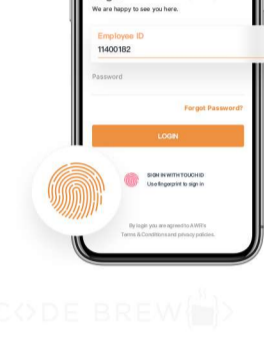 We are happy to see you here.
Employee ID
11400182
Password
Forgot Password?
LOGIN
SIGN IN WITH TOUCH ID
Use fingerprint to sign in
By login you are agreed to AWR's
Terms & Conditions and privacy policies.
CODE BREW